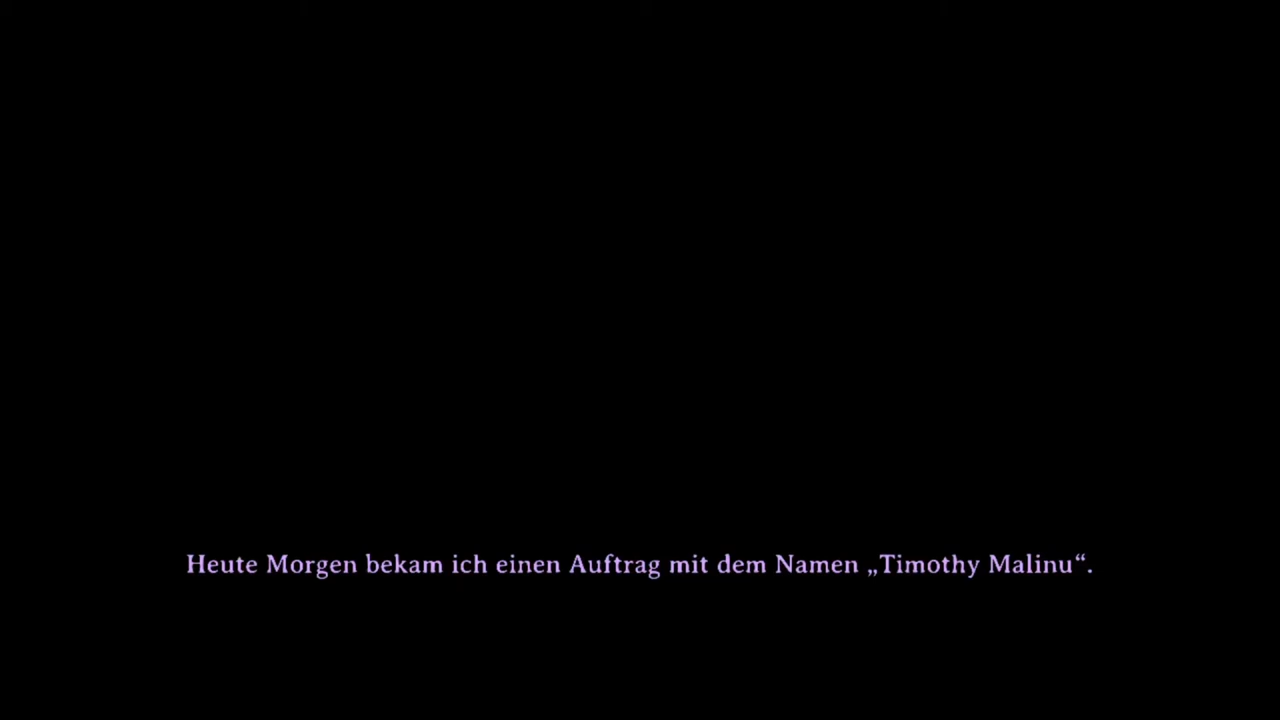 Heute Morgen bekam ich einen Auftrag mit dem Namen „Timothy Malinu“.